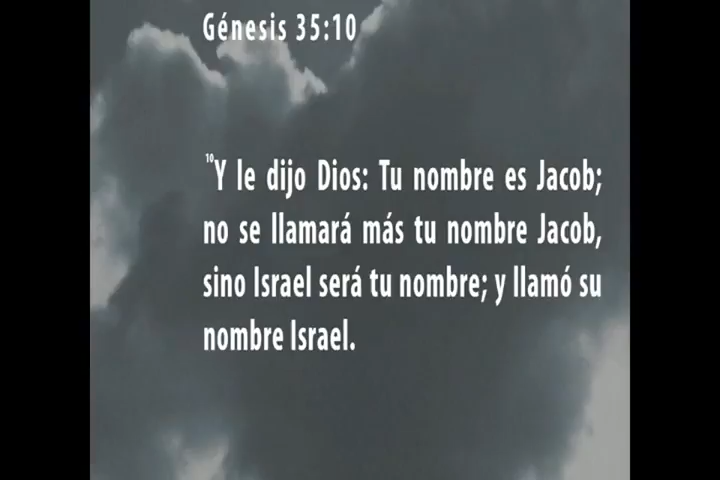 Génesis 35:10
10Y le dijo Dios: Tu nombre es Jacob;
no se llamará más tu nombre Jacob,
sino Israel será tu nombre; y llamó su
nombre Israel.